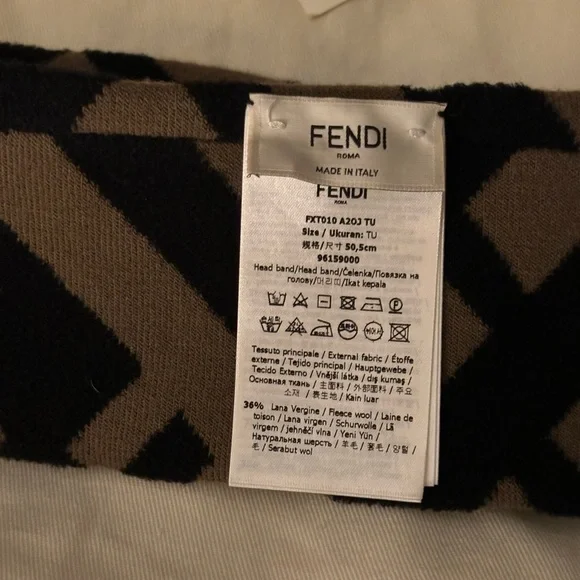 FENDI
ROMA
MADE IN ITALY
FENDI
ROMA
FXT010 A2OJ TU
Size / Ukuran: TU
规格/尺寸 50,5cm
96159000
Head band/Head band/Čelenka/Повязка на
голову/머리띠/Ikat kepala
Tessuto principale / External fabric / Étoffe
externe / Tejido principal / Hauptgewebe /
Tecido Externo / Vnější látka / dış kumaş /
Основная ткань / 主面料 / 外部面料 / 주요
소재 / 表生地 / Kain luar
36% Lana Vergine / Fleece wool / Laine de
toison / Lana virgen / Schurwolle / Lã
virgem / jehněčí vlna / Yeni Yün /
Натуральная шерсть / 羊毛 / 양털 /
毛 / Serabut wol